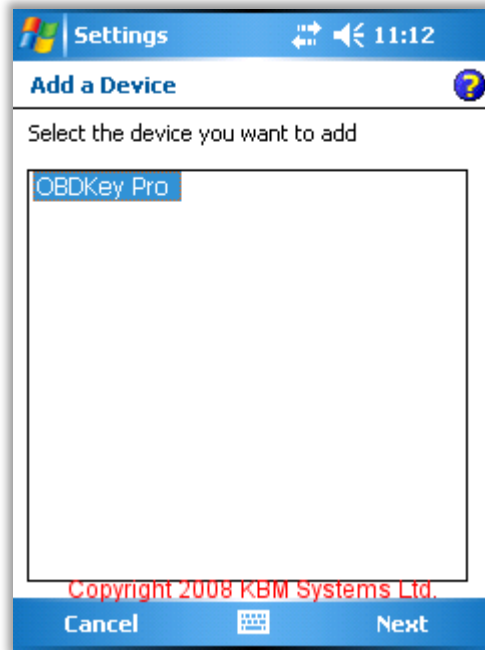 Settings 11:12
Add a Device
Select the device you want to add
OBDKey Pro
Copyright 2008 KBM Systems Ltd.
Cancel Next